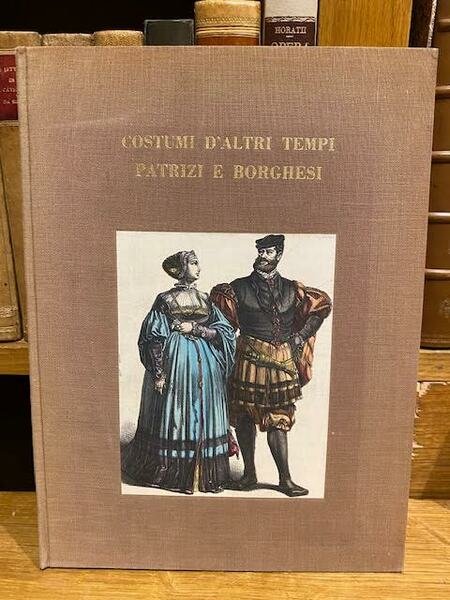 COSTUMI D'ALTRI TEMPI
PATRIZI E BORGHESI
HORATII
OPERA